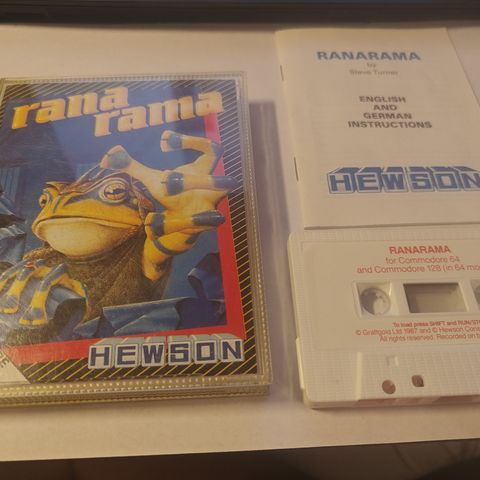 rana
rama
HEWSON
RANARAMA
by
Steve Turner
ENGLISH
AND
GERMAN
INSTRUCTIONS
HEWSON
RANARAMA
for Commodore 64
and Commodore 128 (in 64 mo
To load press SHIFT and RUN/ST
© Graftgold Ltd 1987 and © Hewson Cons
All rights reserved. Recorded on b